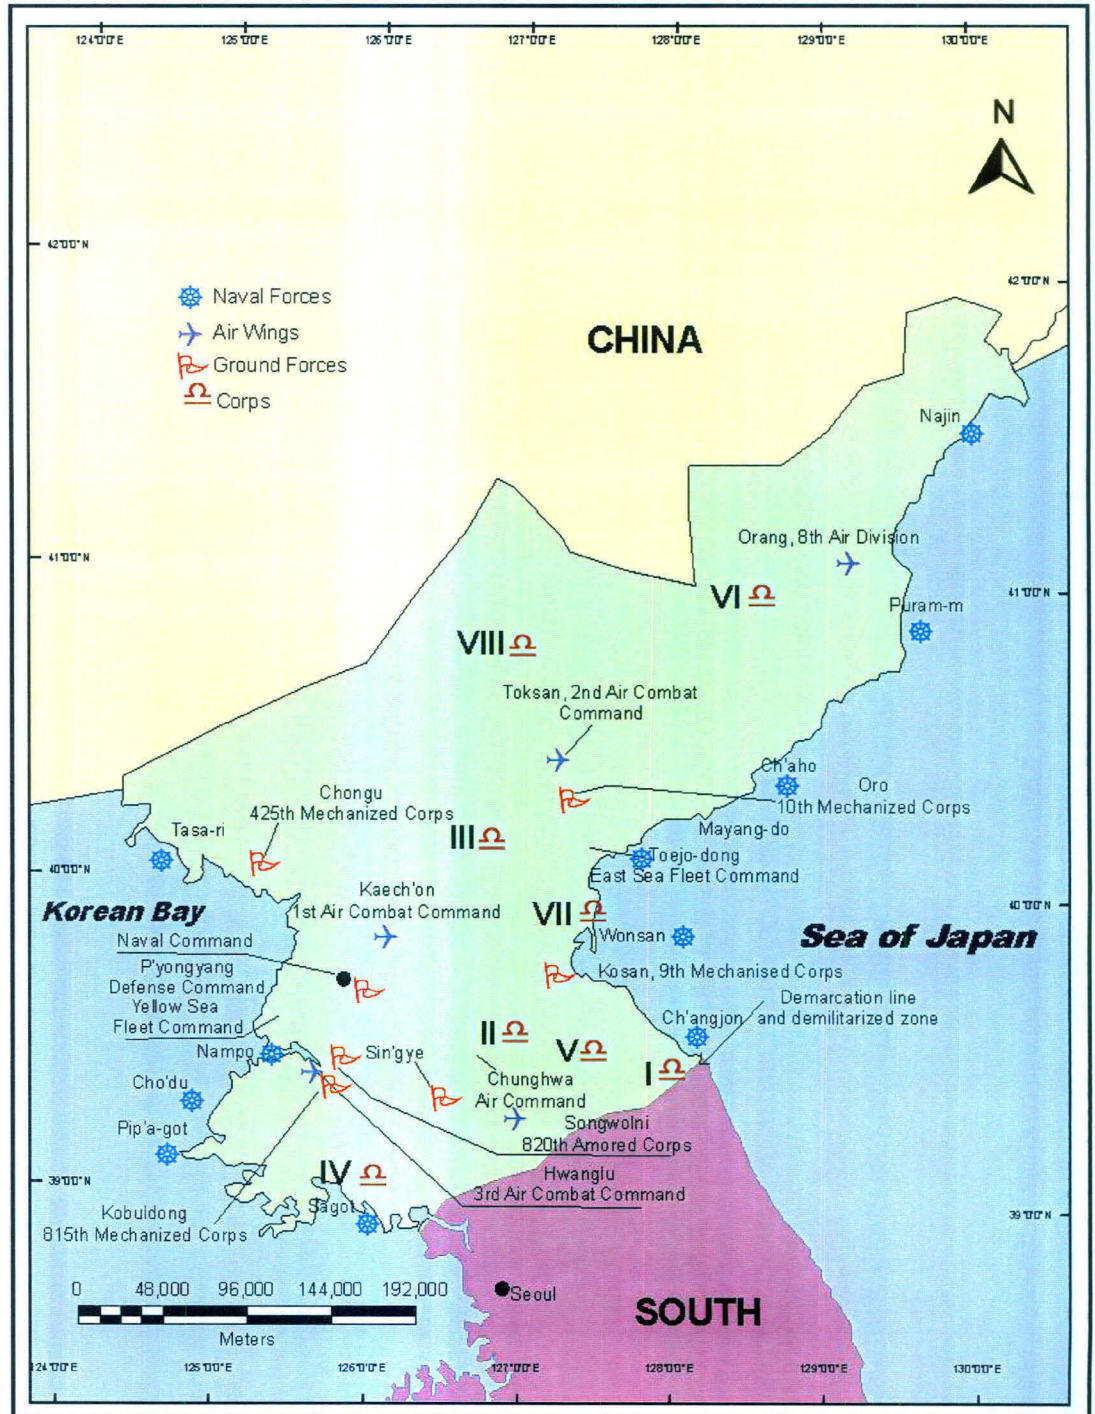 124°0'0"E 125°0'0"E 126°0'0"E 127°0'0"E 128°0'0"E 129°0'0"E 130°0'0"E
N
42°0'0"N
42°0'0"N
Naval Forces
Air Wings
Ground Forces
Corps
CHINA
Najin
Orang, 8th Air Division
41°0'0"N
41°0'0"N
VI
Puram-m
VIII
Toksan, 2nd Air Combat
Command
Ch'aho
Oro
10th Mechanized Corps
Chongu
425th Mechanized Corps
Mayang-do
Tasa-ri
III
Toejo-dong
East Sea Fleet Command
40°0'0"N
40°0'0"N
Kaech'on
1st Air Combat Command
Korean Bay
VII
Wonsan
Sea of Japan
Naval Command
P'yongyang
Defense Command
Yellow Sea
Fleet Command
Kosan, 9th Mechanised Corps
Demarcation line
and demilitarized zone
Ch'angjon
II
V
I
Nampo
Sin'gye
Chunghwa
Air Command
Cho'du
Pip'a-got
Songwolni
820th Amored Corps
Hwanglu
3rd Air Combat Command
IV
39°0'0"N
39°0'0"N
Sagot
Kobuldong
815th Mechanized Corps
0 48,000 96,000 144,000 192,000
Meters
Seoul
SOUTH
124°0'0"E 125°0'0"E 126°0'0"E 127°0'0"E 128°0'0"E 129°0'0"E 130°0'0"E